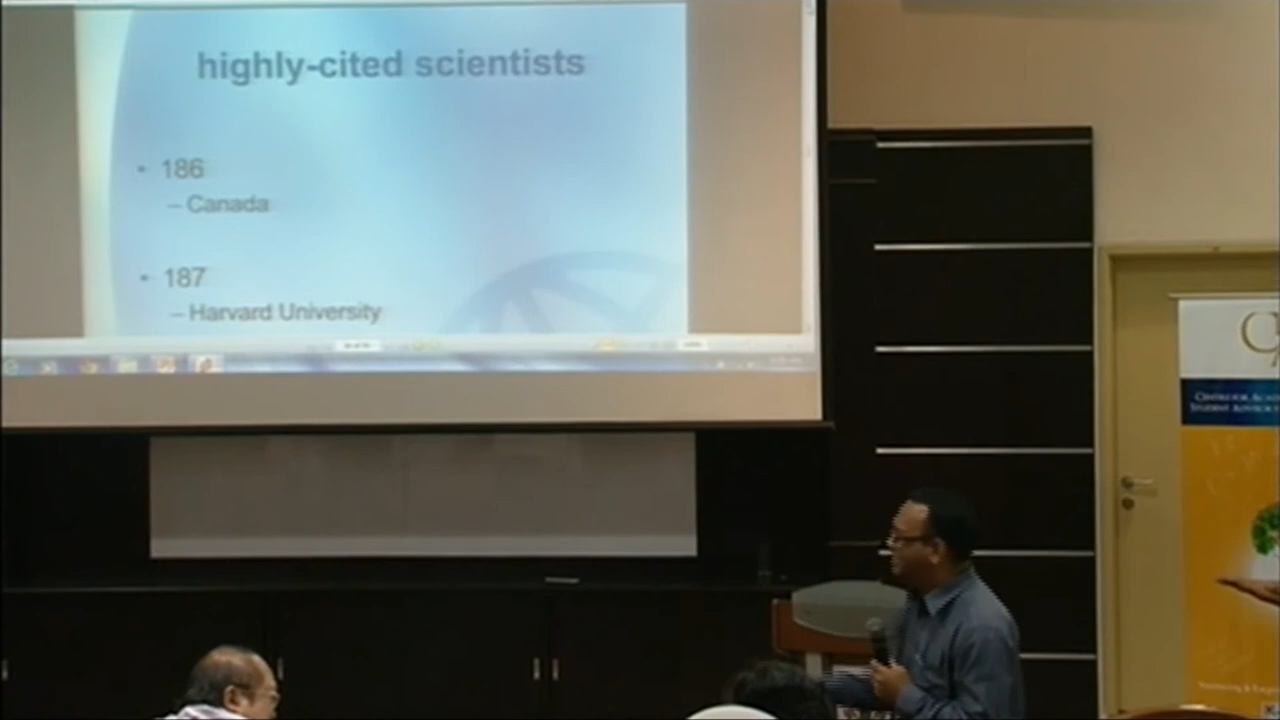 highly-cited scientists
• 186
– Canada
• 187
– Harvard University